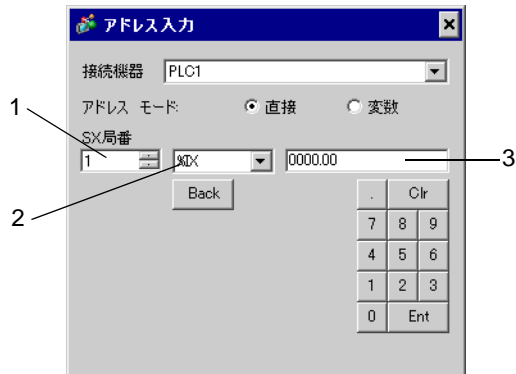 アドレス入力
接続機器 PLC1
アドレス モード: 直接 変数
1
SX局番
1 %IX 0000.00 3
2
Back . Clr
7 8 9
4 5 6
1 2 3
0 Ent